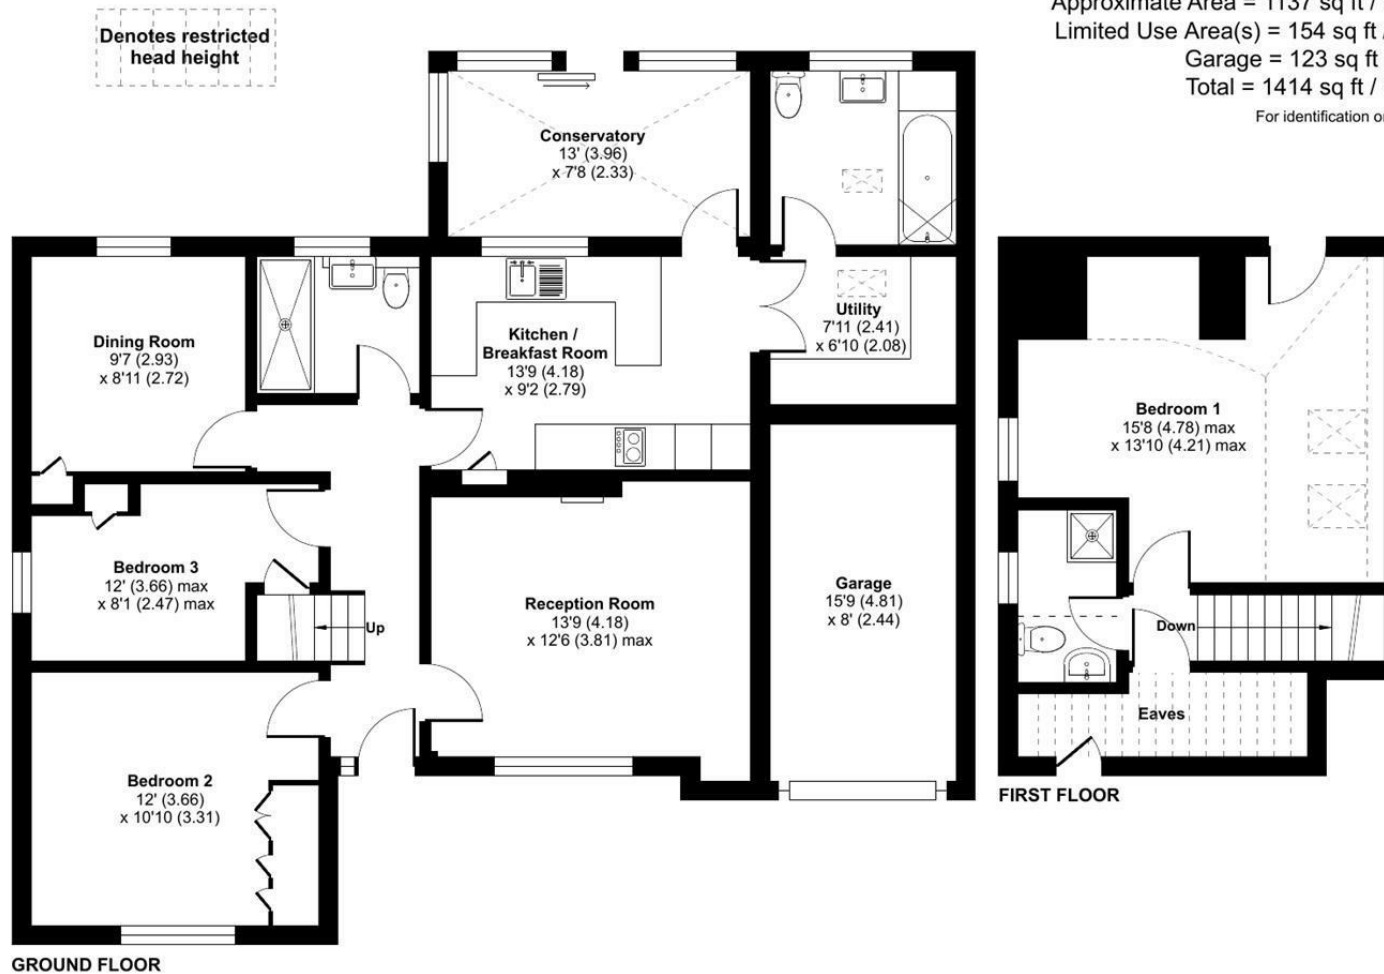 Denotes restricted
head height
Approximate Area = 1137 sq ft /
Limited Use Area(s) = 154 sq ft /
Garage = 123 sq ft
Total = 1414 sq ft /
For identification
Conservatory
13' (3.96)
x 7'8 (2.33)
Dining Room
9'7 (2.93)
x 8'11 (2.72)
Kitchen /
Breakfast Room
13'9 (4.18)
x 9'2 (2.79)
Utility
7'11 (2.41)
x 6'10 (2.08)
Bedroom 3
12' (3.66) max
x 8'1 (2.47) max
Up
Reception Room
13'9 (4.18)
x 12'6 (3.81) max
Garage
15'9 (4.81)
x 8' (2.44)
Bedroom 2
12' (3.66)
x 10'10 (3.31)
GROUND FLOOR
Bedroom 1
15'8 (4.78) max
x 13'10 (4.21) max
Down
Eaves
FIRST FLOOR